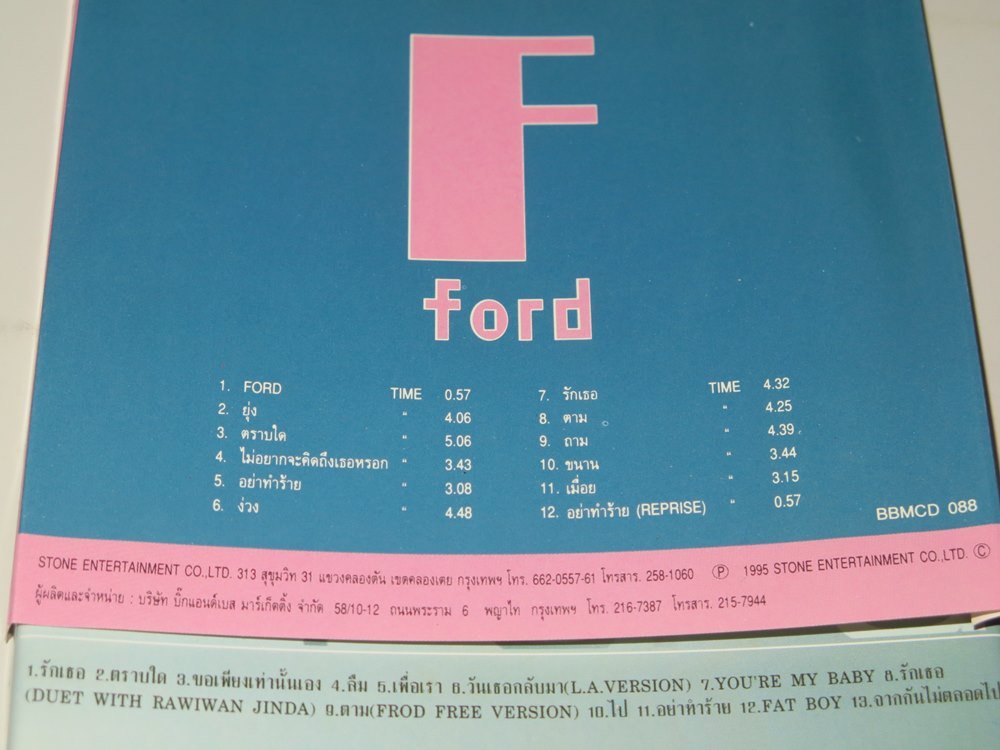 F
ford
1. FORD TIME 0.57
2. ยุ่ง " 4.06
3. ตราบใด " 5.06
4. ไม่อยากจะคิดถึงเธอหรอก " 3.43
5. อย่าทำร้าย " 3.08
6. ง่วง " 4.48
7. รักเธอ TIME 4.32
8. ตาม " 4.25
9. ถาม " 4.39
10. ขนาน " 3.44
11. เมื่อย " 3.15
12. อย่าทำร้าย (REPRISE) " 0.57
BBMCD 088
STONE ENTERTAINMENT CO.,LTD. 313 สุขุมวิท 31 แขวงคลองตัน เขตคลองเตย กรุงเทพฯ โทร. 662-0557-61 โทรสาร. 258-1060 Ⓟ 1995 STONE ENTERTAINMENT CO.,LTD. Ⓒ
ผู้ผลิตและจำหน่าย : บริษัท บิ๊กแอนด์เบส มาร์เก็ตติ้ง จำกัด 58/10-12 ถนนพระราม 6 พญาไท กรุงเทพฯ โทร. 216-7387 โทรสาร. 215-7944
1.รักเธอ 2.ตราบใด 3.ขอเพียงเท่านั้นเอง 4.ลืม 5.เพื่อเรา 6.วันเธอกลับมา(L.A.VERSION) 7.YOU'RE MY BABY 8.รักเธอ
(DUET WITH RAWIWAN JINDA) 9.ตาม(FROD FREE VERSION) 10.ไป 11.อย่าทำร้าย 12.FAT BOY 13.จากกันไม่ตลอดไป